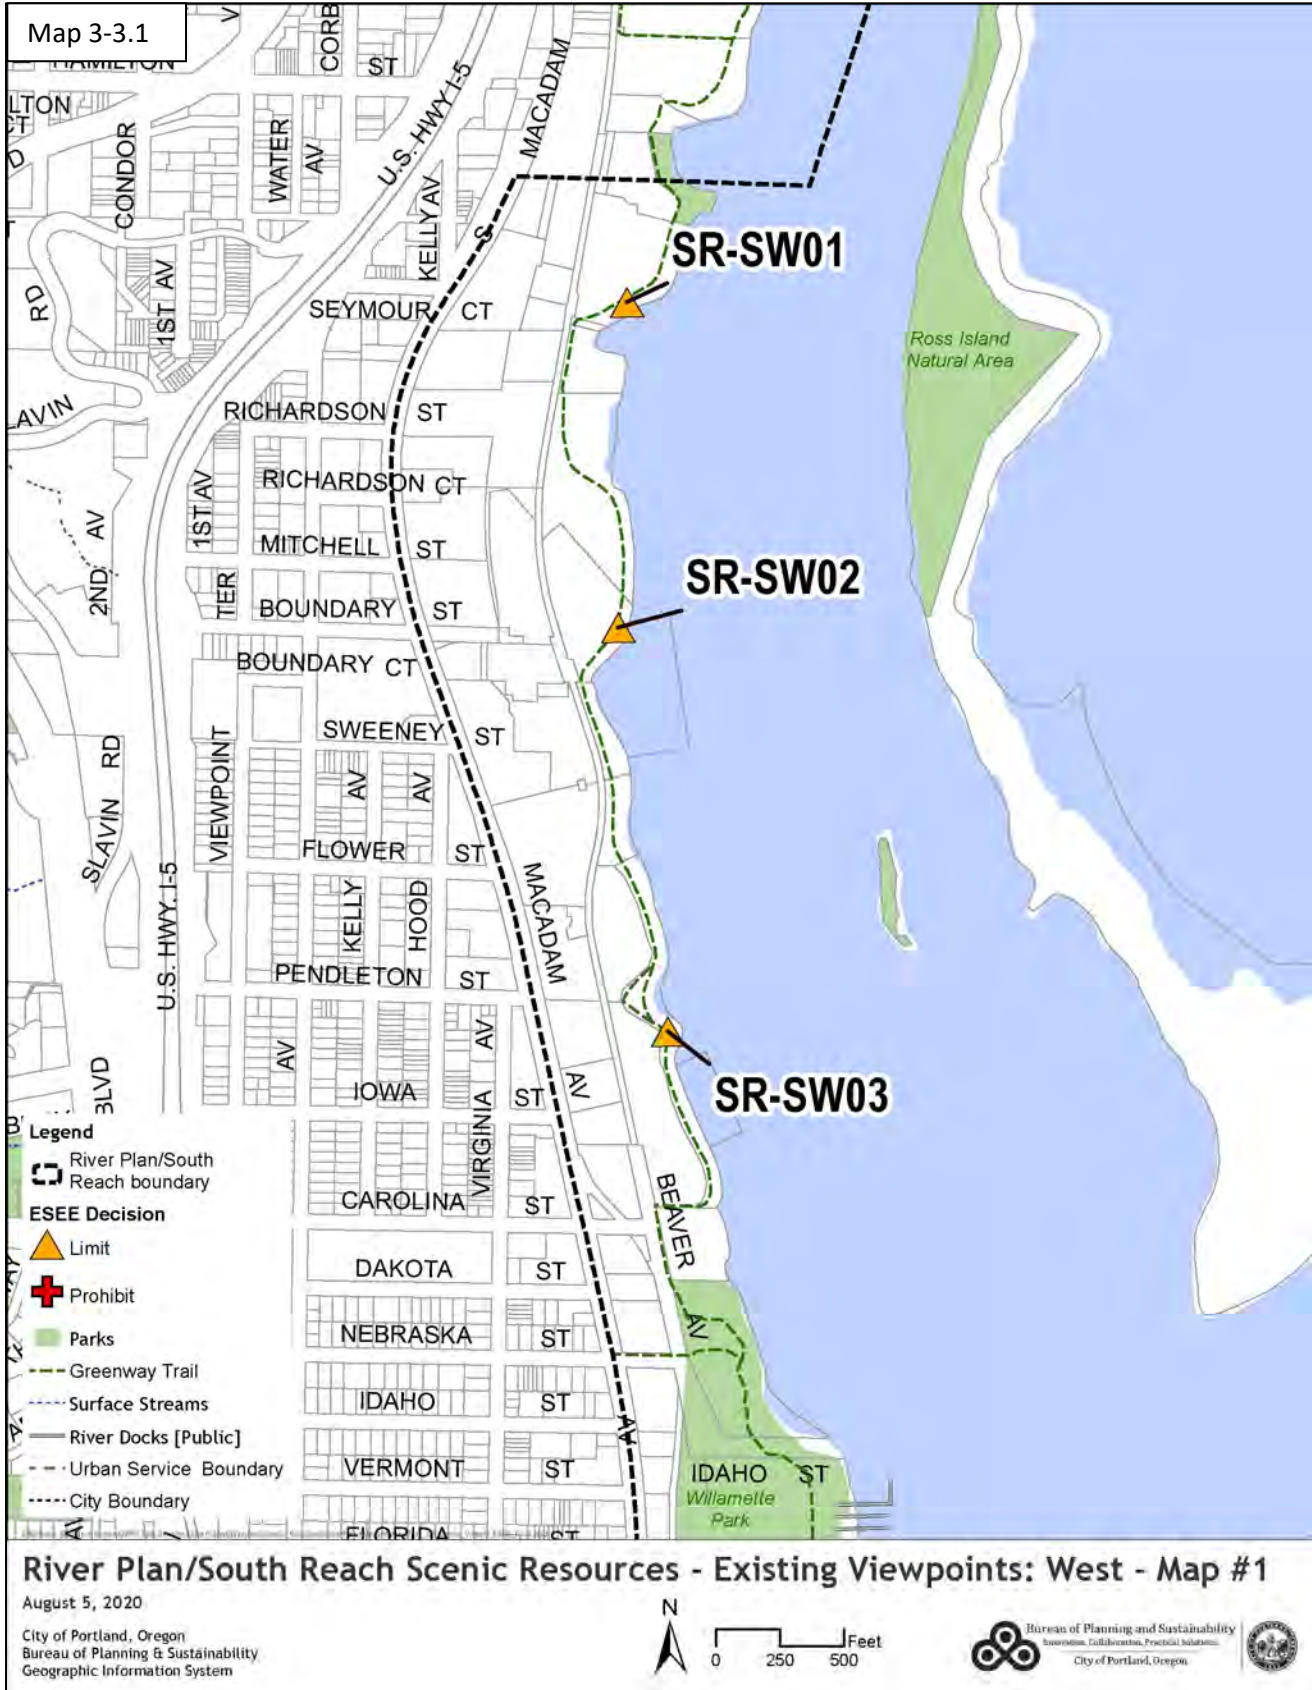 Map 3-3.1
HAMILTON
V
CORB
ST
MACADAM
LTON
CT
D
CONDOR
WATER
AV
U.S. HWY I-5
KELLY AV
S
SR-SW01
RD
1ST AV
SEYMOUR CT
Ross Island
Natural Area
LAVIN
RICHARDSON ST
1ST AV
RICHARDSON CT
2ND AV
MITCHELL ST
SR-SW02
TER
BOUNDARY ST
BOUNDARY CT
SLAVIN RD
VIEWPOINT
SWEENEY ST
AV
AV
FLOWER ST
U.S. HWY. I-5
KELLY
HOOD
MACADAM
PENDLETON ST
AV
AV
BLVD
IOWA ST
AV
SR-SW03
VIRGINIA
CAROLINA ST
BEAVER
DAKOTA ST
NEBRASKA ST
AV
IDAHO ST
AV
VERMONT ST
IDAHO ST
Willamette
Park
FLORIDA ST
Legend
River Plan/South
Reach boundary
ESEE Decision
Limit
Prohibit
Parks
Greenway Trail
Surface Streams
River Docks [Public]
Urban Service Boundary
City Boundary
River Plan/South Reach Scenic Resources - Existing Viewpoints: West - Map #1
August 5, 2020
City of Portland, Oregon
Bureau of Planning & Sustainability
Geographic Information System
N
0 250 500 Feet
Bureau of Planning and Sustainability
Innovation. Collaboration. Practical Solutions.
City of Portland, Oregon